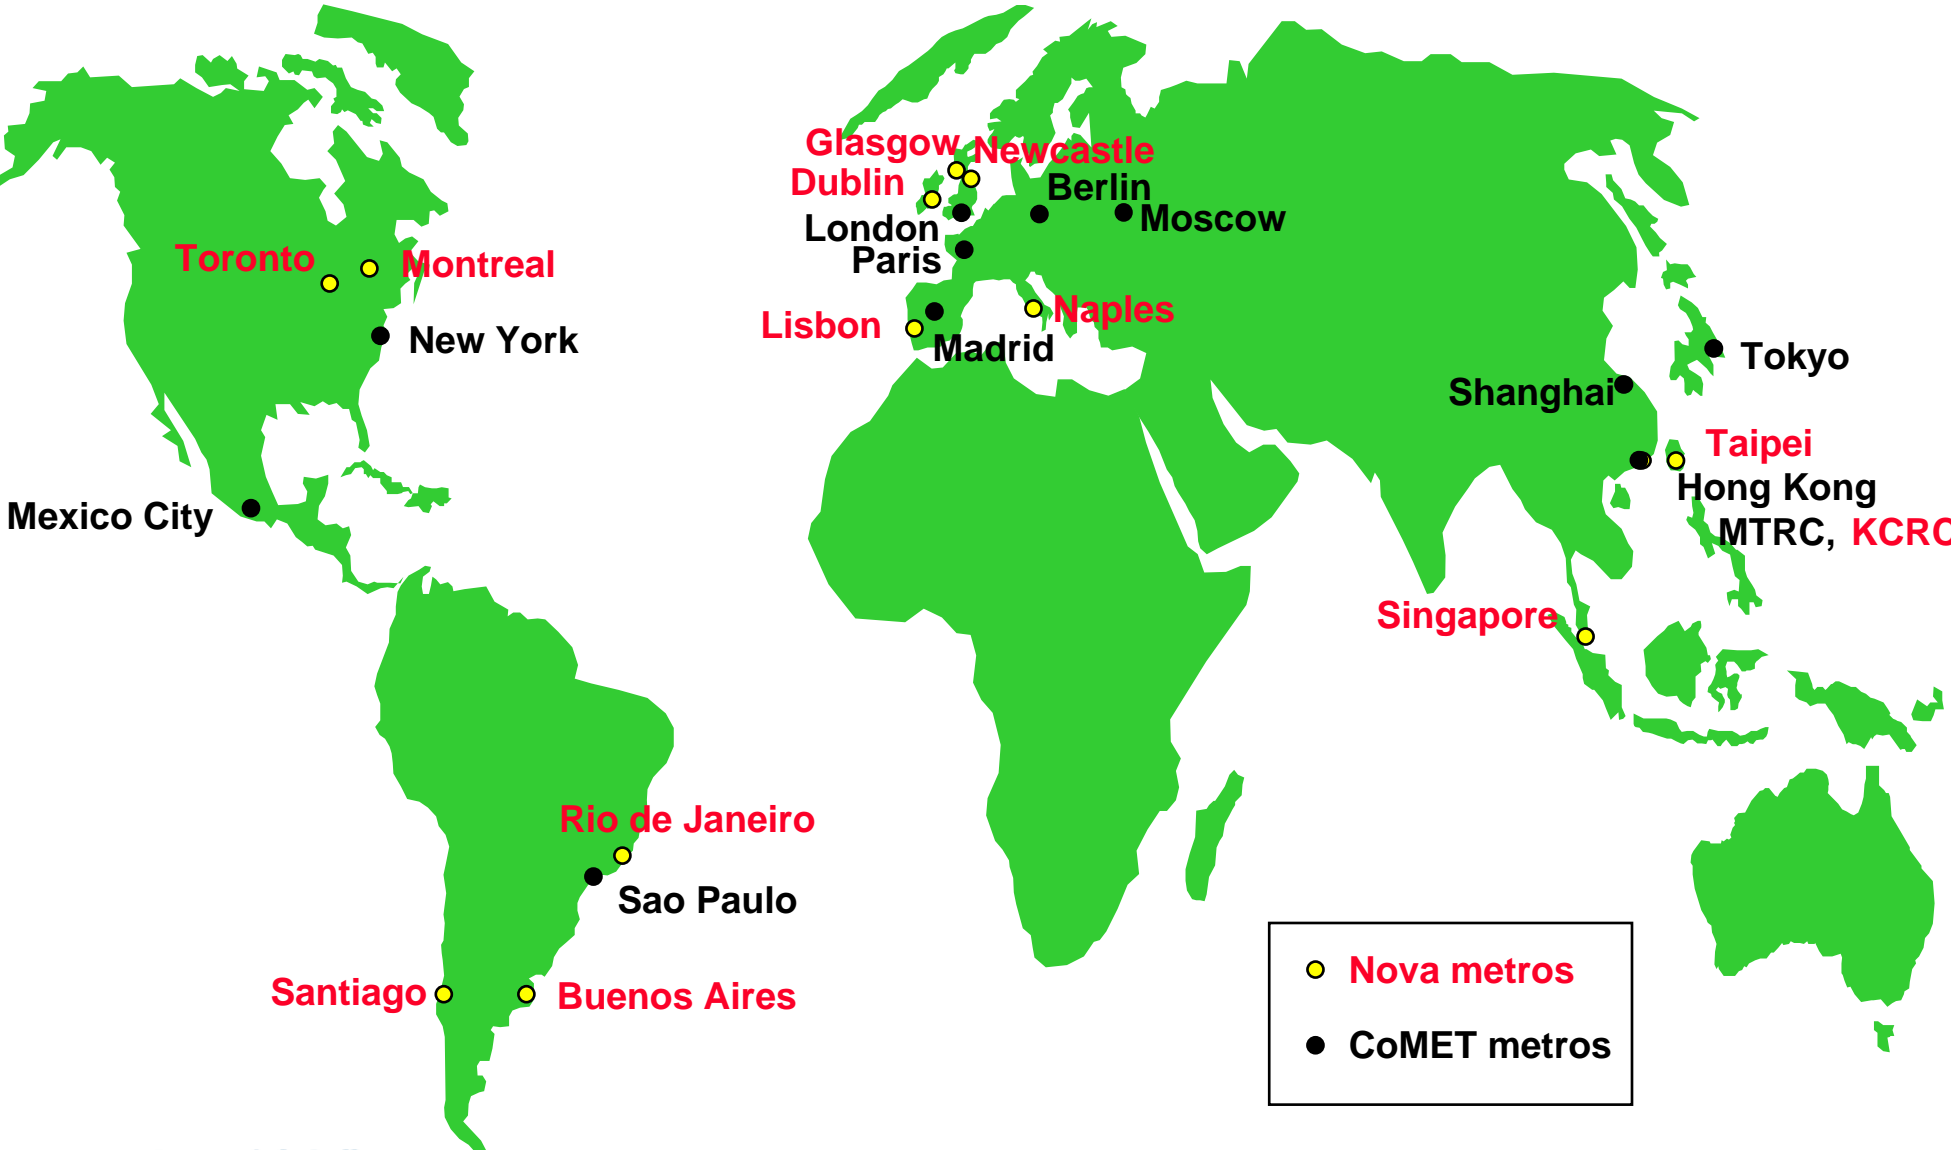 Glasgow
Newcastle
Dublin
Berlin
London
Moscow
Paris
Toronto
Montreal
Lisbon
Naples
New York
Madrid
Tokyo
Shanghai
Taipei
Mexico City
Hong Kong
MTRC, KCRC
Singapore
Rio de Janeiro
Sao Paulo
Santiago
Buenos Aires
Nova metros
CoMET metros